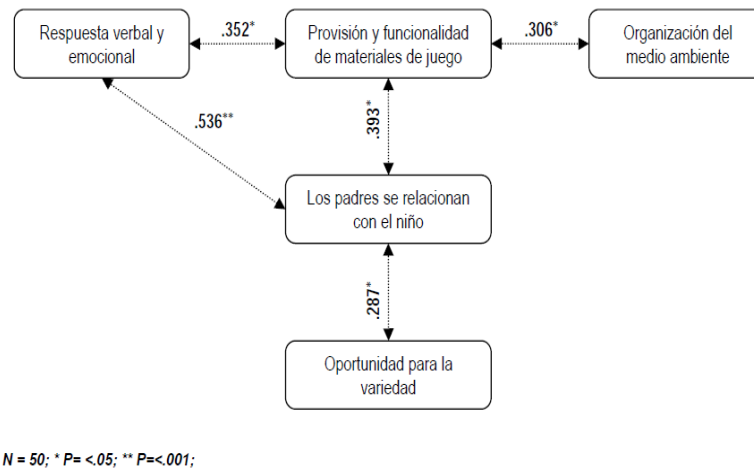 Respuesta verbal y
emocional
.352*
Provisión y funcionalidad
de materiales de juego
.306*
Organización del
medio ambiente
.536**
.393*
Los padres se relacionan
con el niño
.287*
Oportunidad para la
variedad
N = 50; * P= <.05; ** P=<.001;